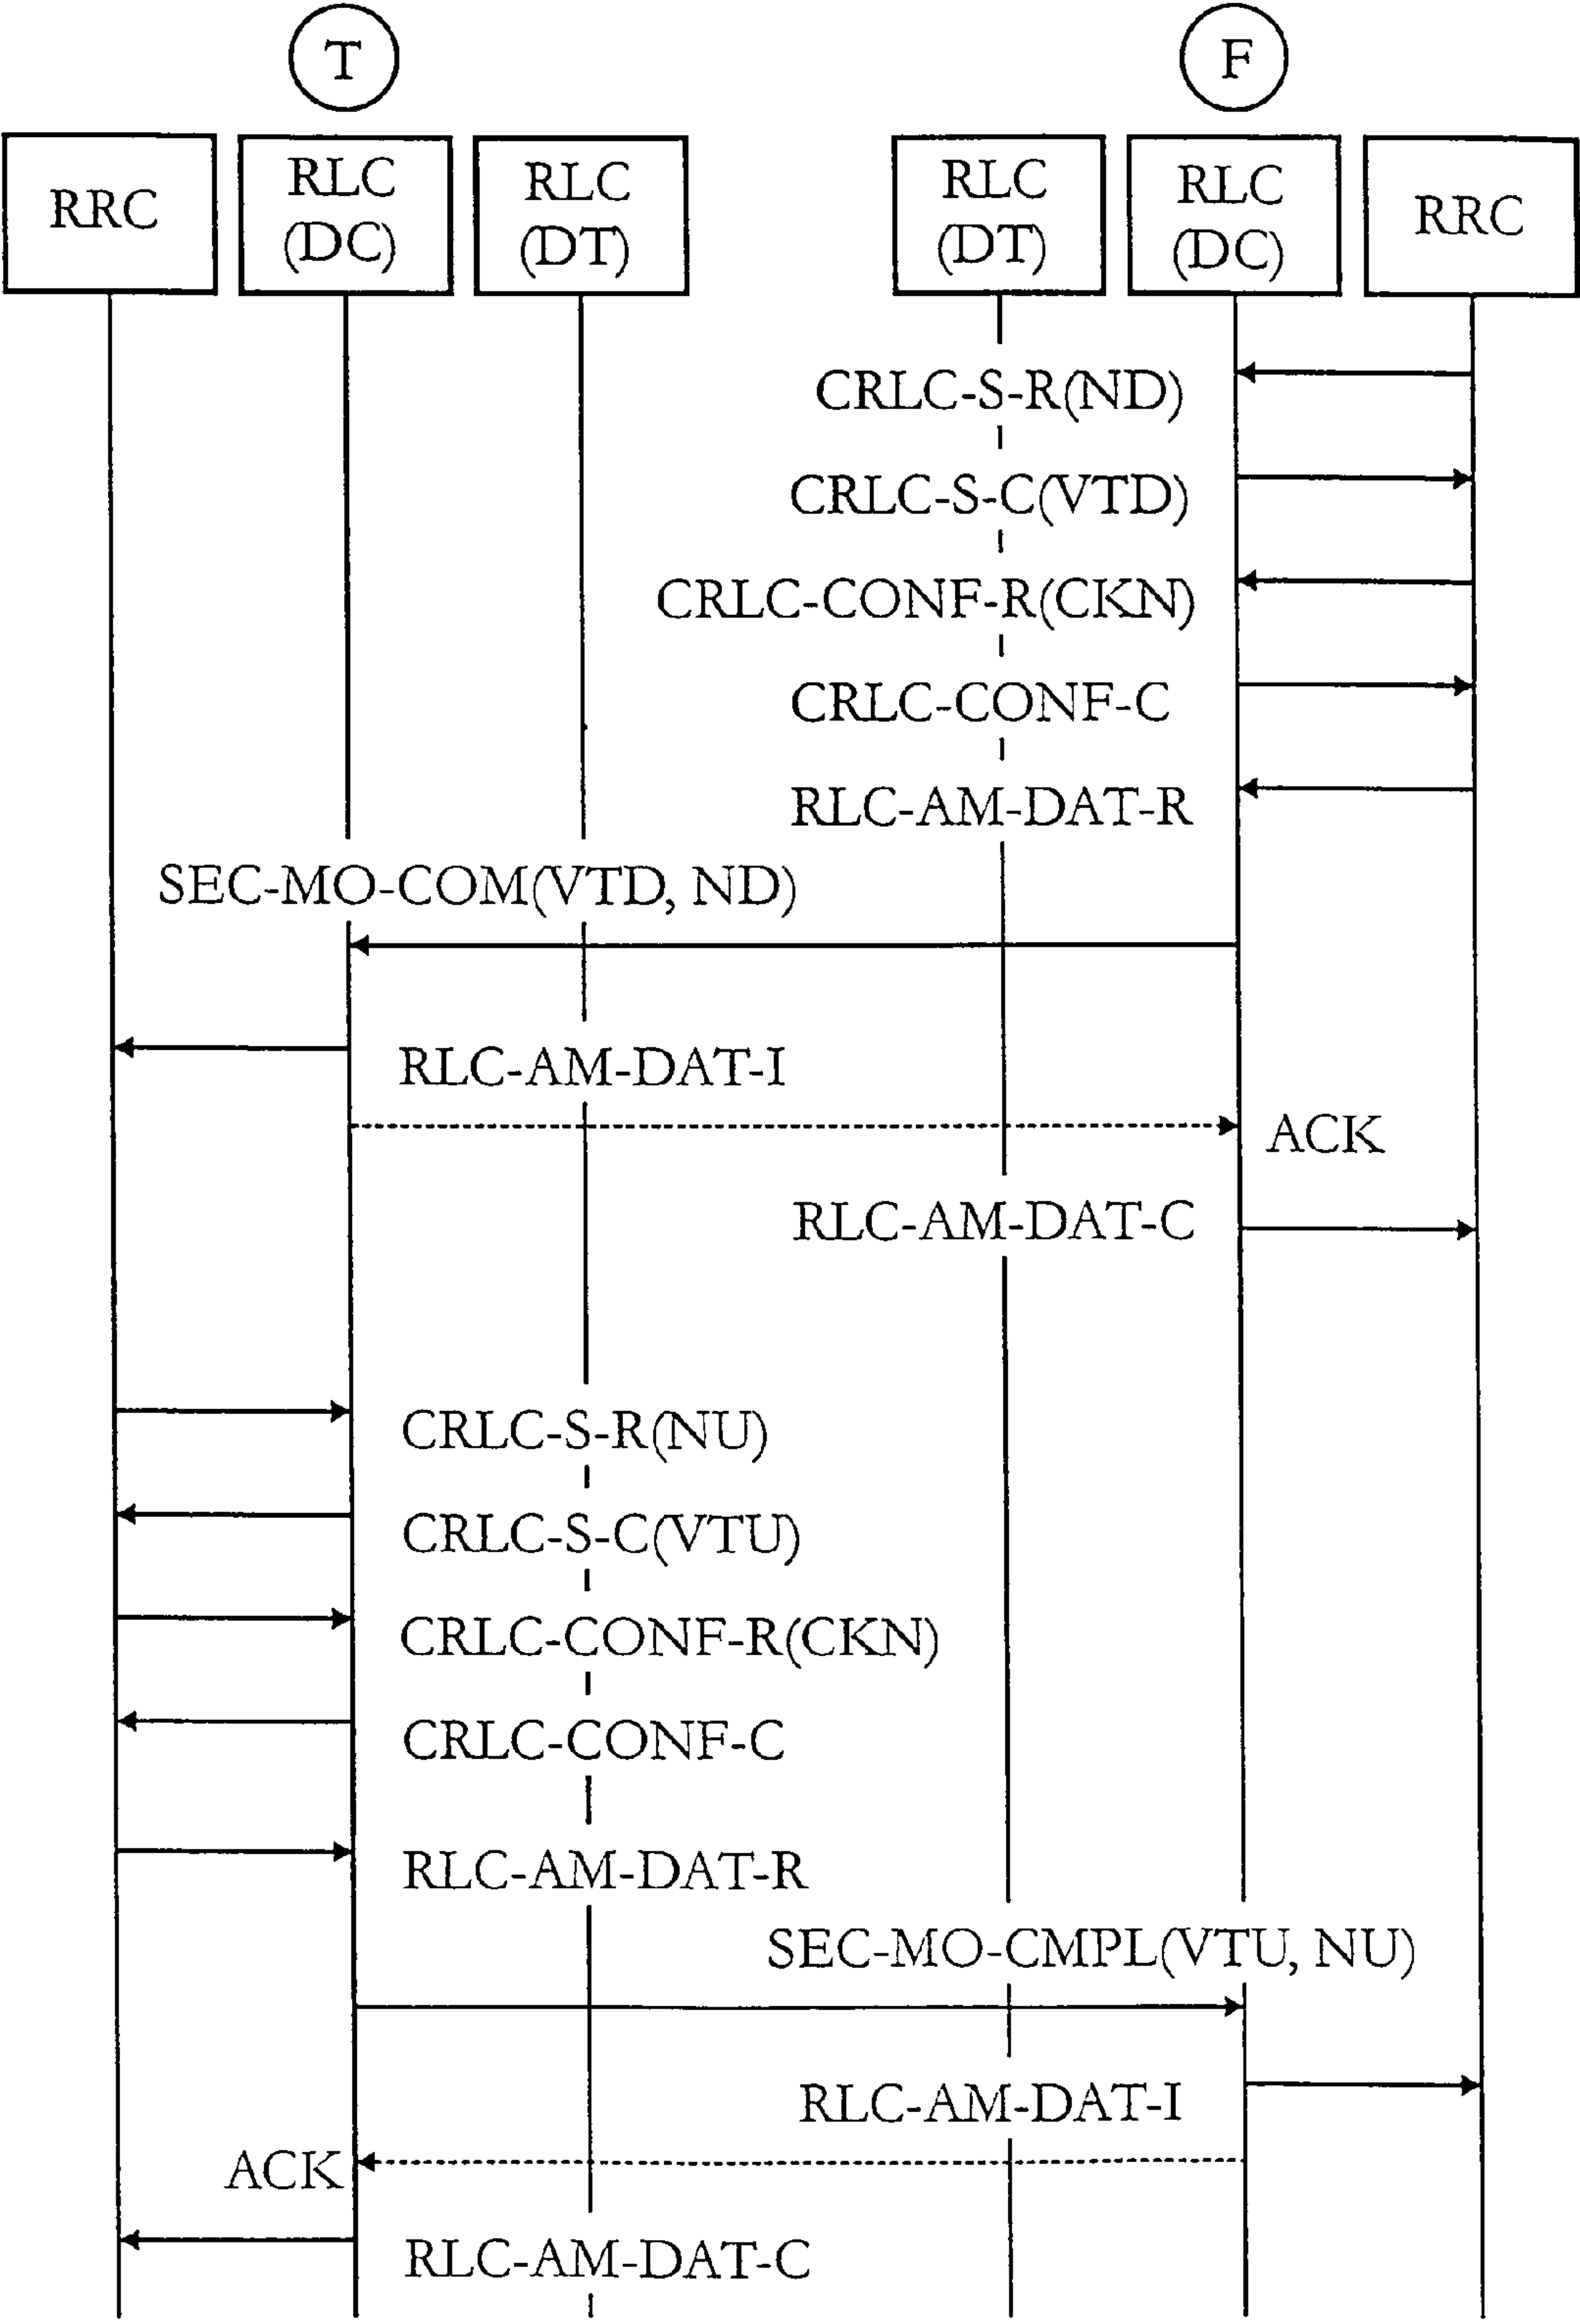 T
F
RRC
RLC
(DC)
RLC
(DT)
RLC
(DT)
RLC
(DC)
RRC
CRLC-S-R(ND)
CRLC-S-C(VTD)
CRLC-CONF-R(CKN)
CRLC-CONF-C
RLC-AM-DAT-R
SEC-MO-COM(VTD, ND)
RLC-AM-DAT-I
ACK
RLC-AM-DAT-C
CRLC-S-R(NU)
CRLC-S-C(VTU)
CRLC-CONF-R(CKN)
CRLC-CONF-C
RLC-AM-DAT-R
SEC-MO-CMPL(VTU, NU)
RLC-AM-DAT-I
ACK
RLC-AM-DAT-C